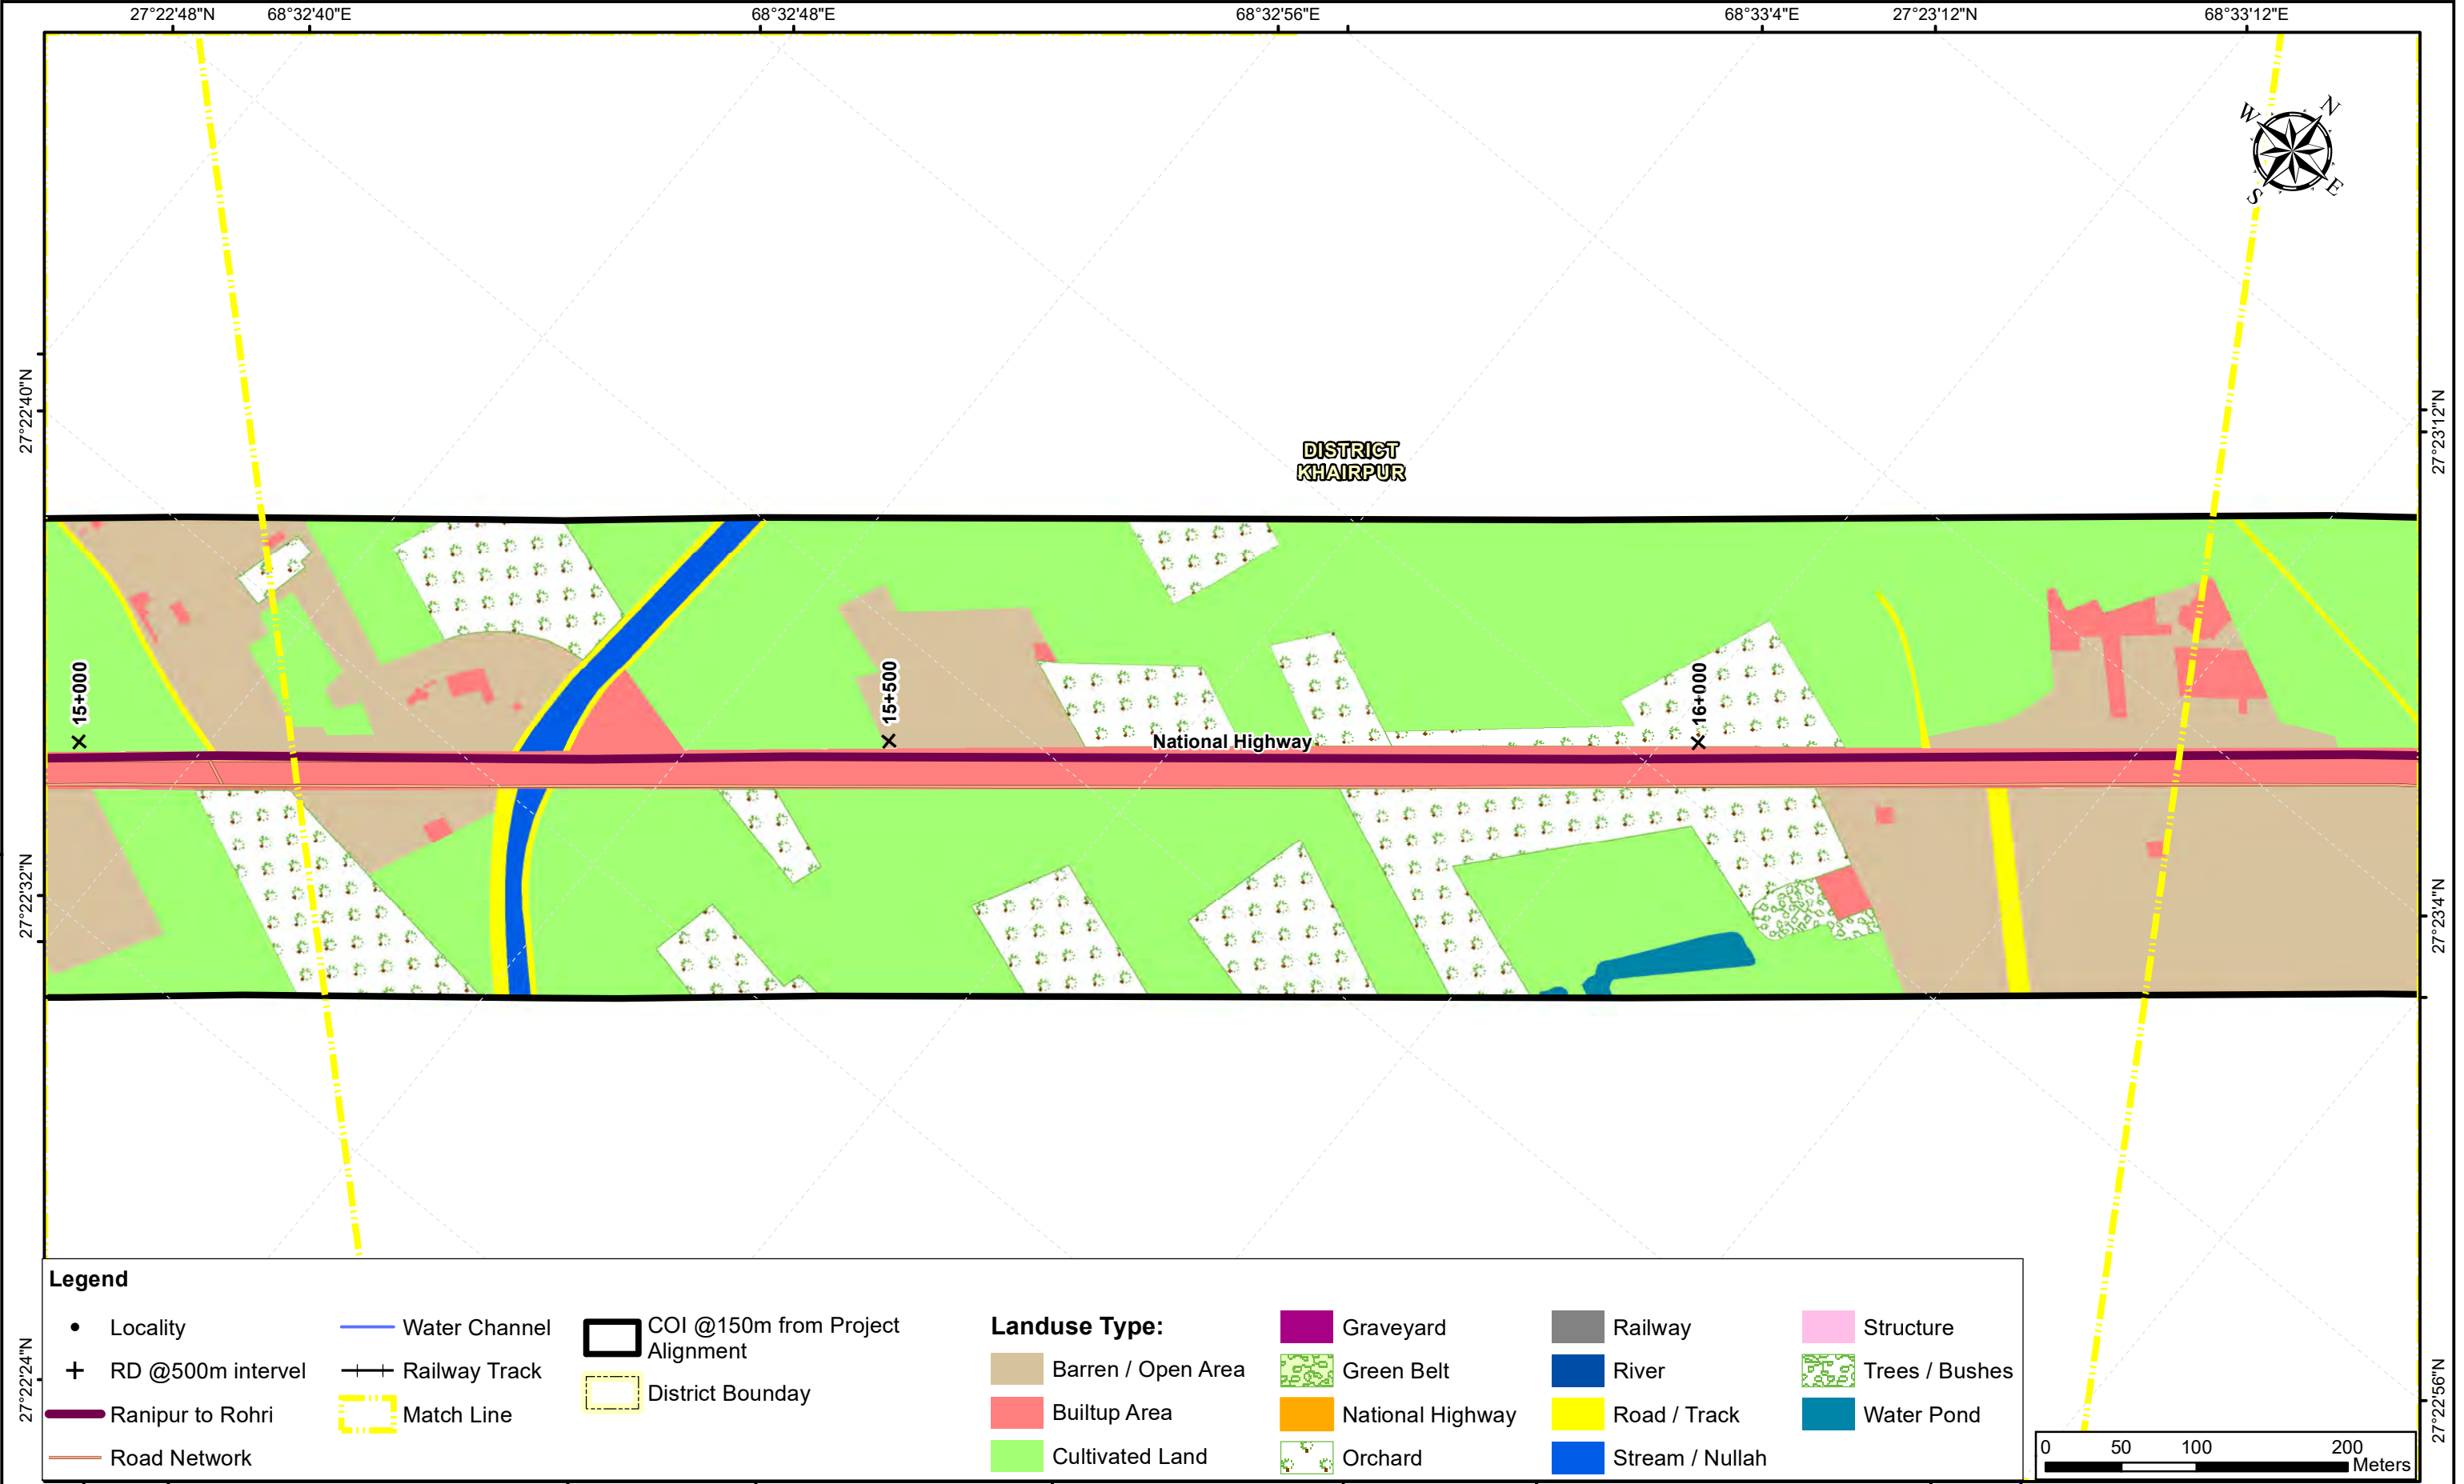 27°22'48"N
68°32'40"E
68°32'48"E
68°32'56"E
68°33'4"E
27°23'12"N
68°33'12"E
W
N
S
E
27°22'40"N
27°23'12"N
DISTRICT
KHAIRPUR
15+000
15+500
16+000
National Highway
27°22'32"N
27°23'4"N
27°22'24"N
27°22'56"N
Legend
Locality
RD @500m intervel
Ranipur to Rohri
Road Network
Water Channel
Railway Track
Match Line
COI @150m from Project
Alignment
District Bounday
Landuse Type:
Barren / Open Area
Builtup Area
Cultivated Land
Graveyard
Green Belt
National Highway
Orchard
Railway
River
Road / Track
Stream / Nullah
Structure
Trees / Bushes
Water Pond
0 50 100 200
Meters